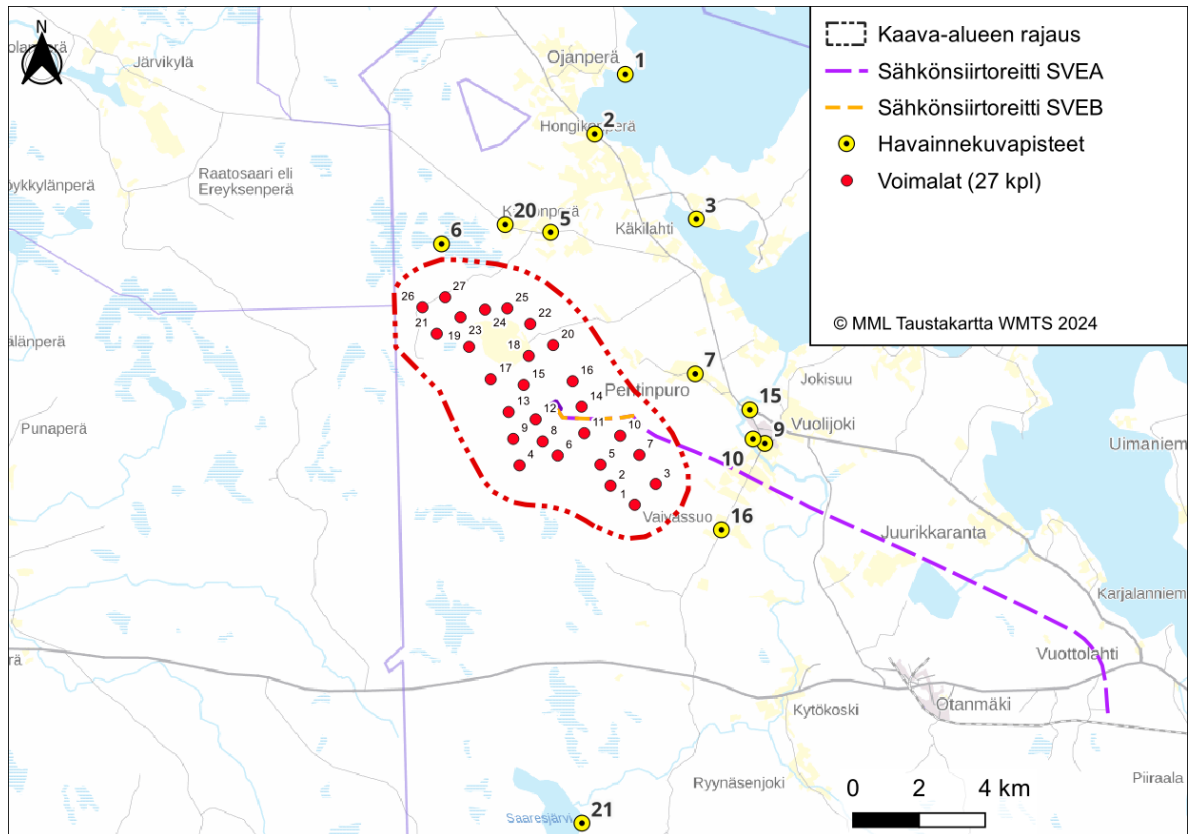 N
Järvikylä
Ojanperä
1
2
Raatosaari eli
Ereyksenperä
20
5
3
Käkilahti
6
27
26
25
24
22
21
19
23
20
18
17
15
16
7
Pentinpuro
14
13
12
11
10
9
8
6
7
4
5
2
3
1
Vaivassuo
16
Jokisuu
15
Vuolijoki
9
10
Punaperä
Uimaniem
Juurikkaranta
Karjalanniem
Vuottolahti
Otanmäki
Kytökoski
Ryynäsenjoki
Piiraala
Saaresjärvi
21
Kaava-alueen rajaus
Sähkönsiirtoreitti SVEA
Sähkönsiirtoreitti SVEB
Havainnekuvapisteet
Voimalat (27 kpl)
© MML Taustakartta WMTS 2024
0 2 4 km